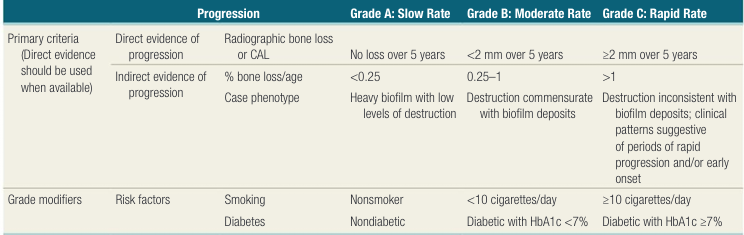 Progression Grade A: Slow Rate Grade B: Moderate Rate Grade C: Rapid Rate
Primary criteria Direct evidence of Radiographic bone loss
(Direct evidence progression or CAL No loss over 5 years <2 mm over 5 years ≥2 mm over 5 years
should be used Indirect evidence of % bone loss/age <0.25 0.25–1 >1
when available) progression Case phenotype Heavy biofilm with low Destruction commensurate Destruction inconsistent with
levels of destruction with biofilm deposits biofilm deposits; clinical
patterns suggestive
of periods of rapid
progression and/or early
onset
Grade modifiers Risk factors Smoking Nonsmoker <10 cigarettes/day ≥10 cigarettes/day
Diabetes Nondiabetic Diabetic with HbA1c <7% Diabetic with HbA1c ≥7%